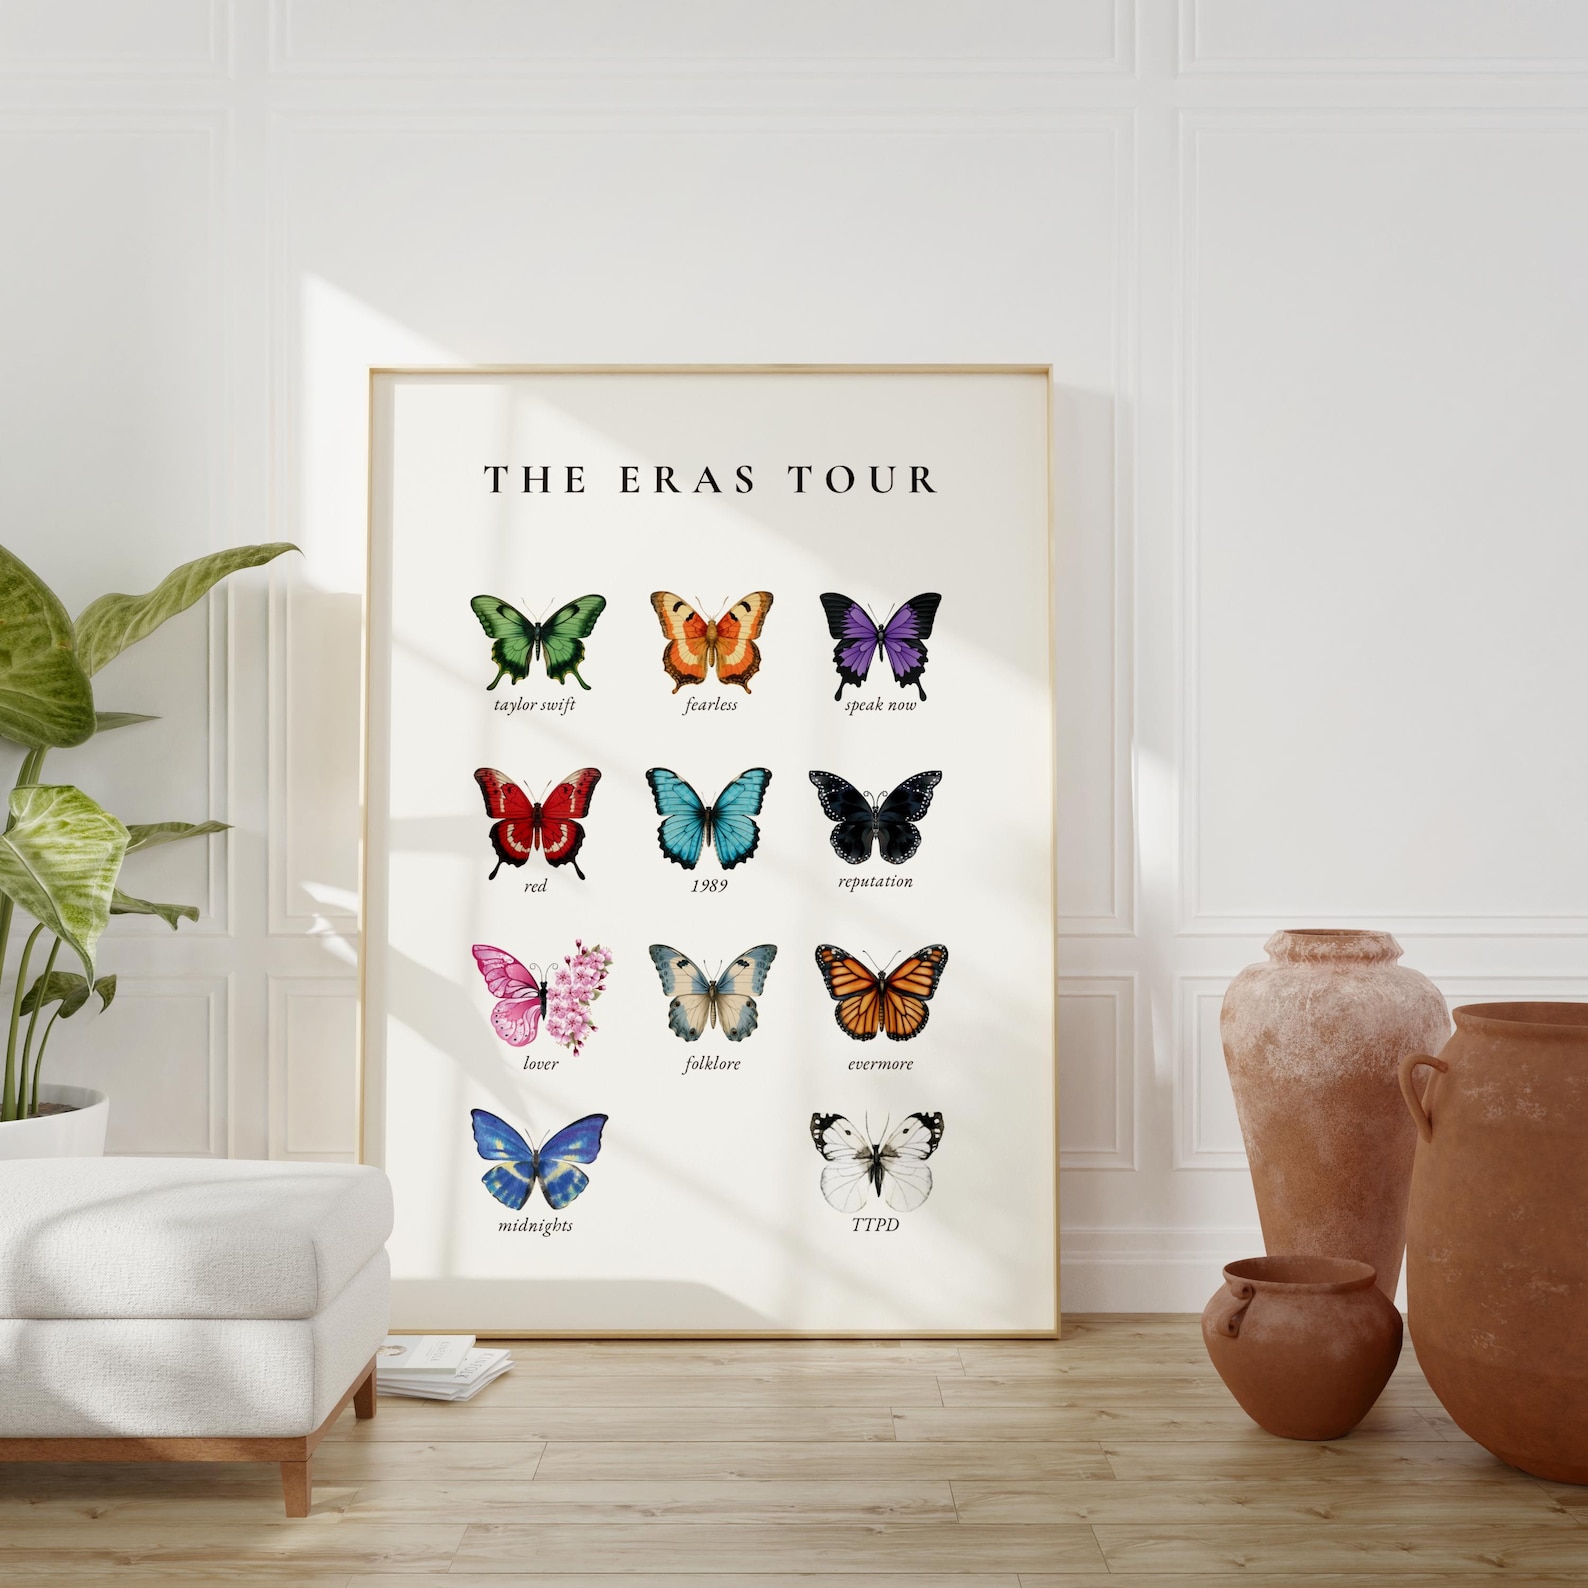 THE ERAS TOUR
taylor swift
fearless
speak now
red
1989
reputation
lover
folklore
evermore
midnights
TTPD